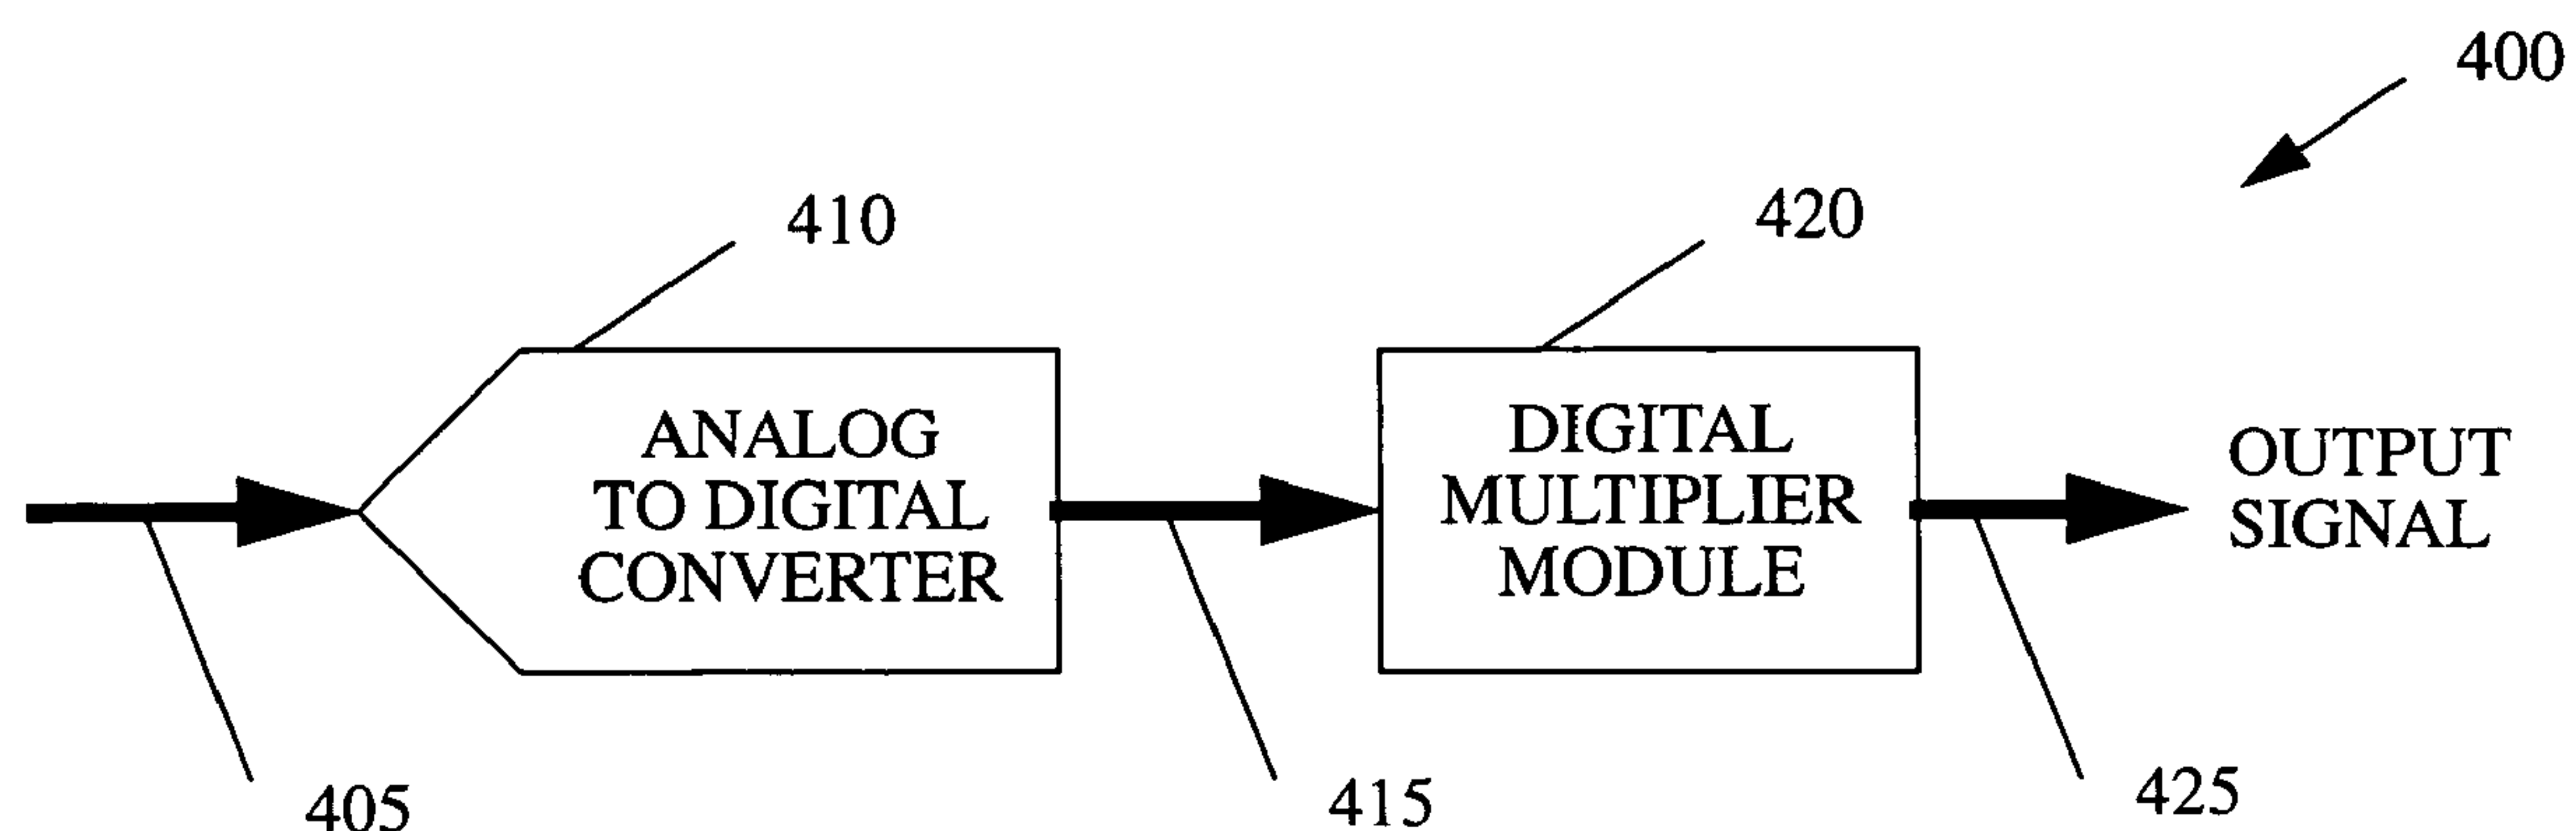 400
410
420
ANALOG
TO DIGITAL
CONVERTER
DIGITAL
MULTIPLIER
MODULE
OUTPUT
SIGNAL
405
415
425